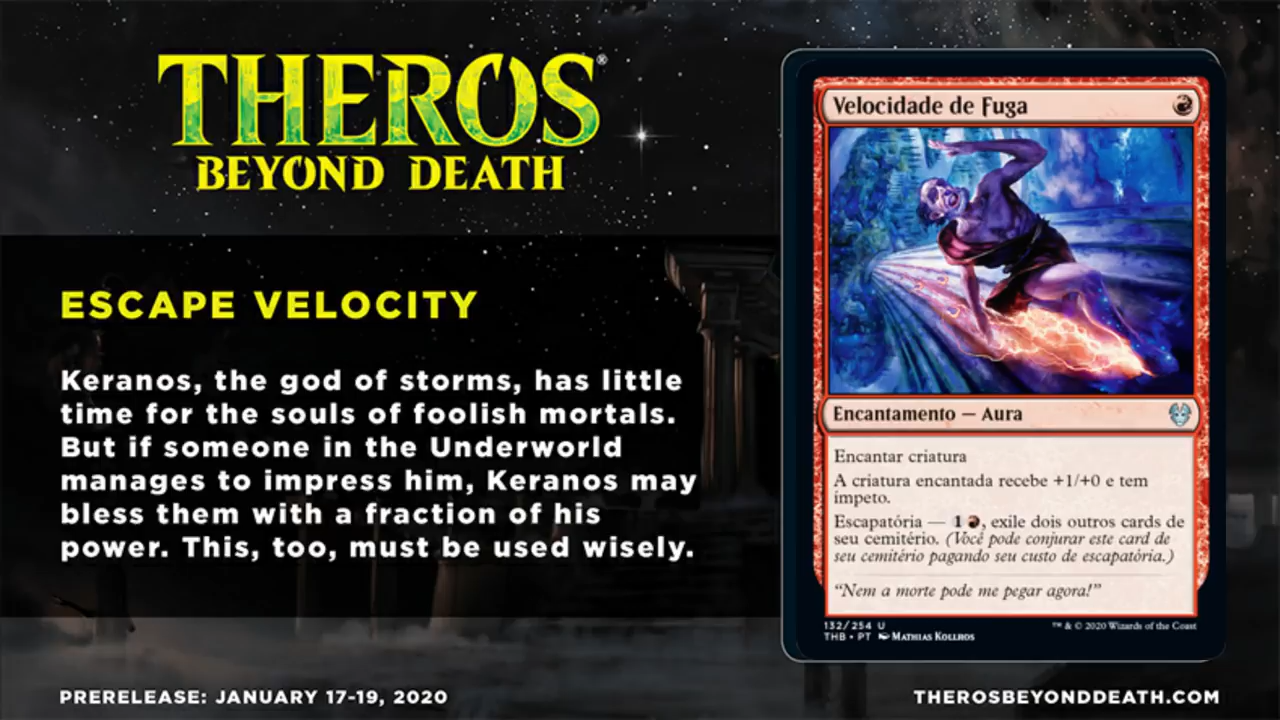 THEROS®
BEYOND DEATH
ESCAPE VELOCITY
Keranos, the god of storms, has little
time for the souls of foolish mortals.
But if someone in the Underworld
manages to impress him, Keranos may
bless them with a fraction of his
power. This, too, must be used wisely.
PRERELEASE: JANUARY 17-19, 2020
Velocidade de Fuga
Encantamento — Aura
Encantar criatura
A criatura encantada recebe +1/+0 e tem
ímpeto.
Escapatória — 1 , exile dois outros cards de
seu cemitério. (Você pode conjurar este card de
seu cemitério pagando seu custo de escapatória.)
“Nem a morte pode me pegar agora!”
132/254 U
THB • PT Mathias Kollros
™ & © 2020 Wizards of the Coast
THEROSBEYONDDEATH.COM